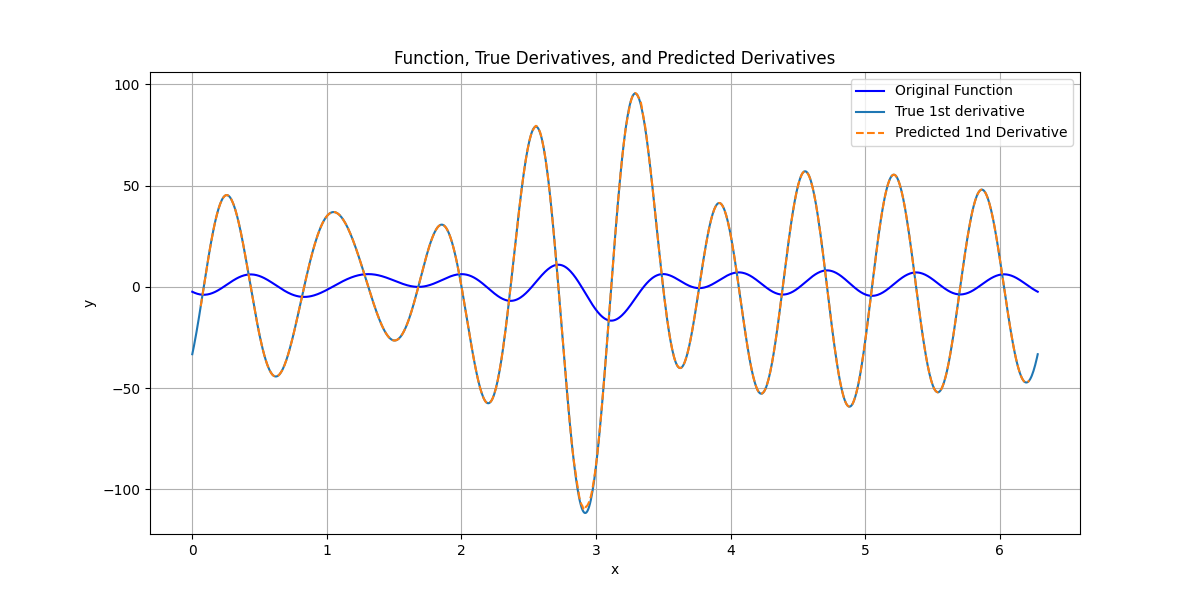 Function, True Derivatives, and Predicted Derivatives
Original Function
True 1st derivative
Predicted 1nd Derivative
100
50
0
−50
−100
y
0 1 2 3 4 5 6
x